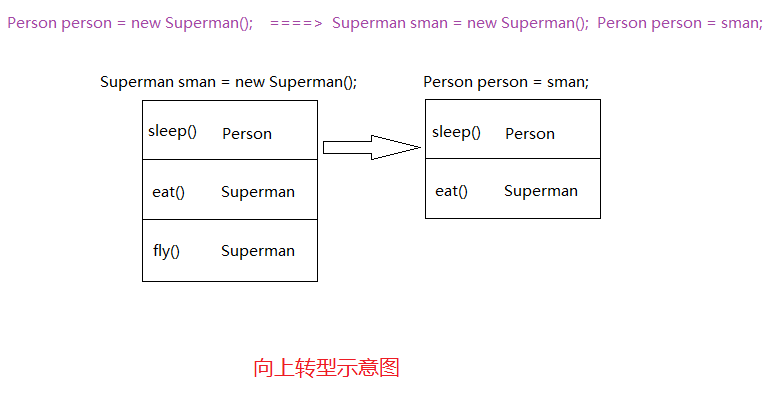 Person person = new Superman(); ====> Superman sman = new Superman(); Person person = sman;
Superman sman = new Superman(); Person person = sman;
sleep() Person sleep() Person
eat() Superman eat() Superman
fly() Superman
向上转型示意图